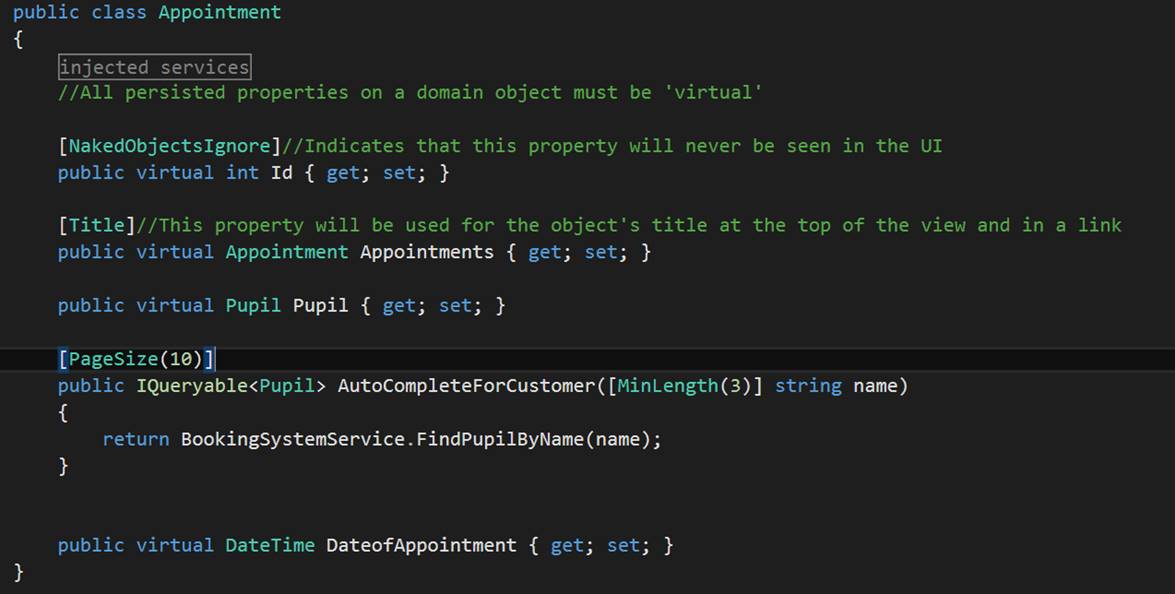 public class Appointment
{
injected services
//All persisted properties on a domain object must be 'virtual'
[NakedObjectsIgnore]//Indicates that this property will never be seen in the UI
public virtual int Id { get; set; }
[Title]//This property will be used for the object's title at the top of the view and in a link
public virtual Appointment Appointments { get; set; }
public virtual Pupil Pupil { get; set; }
[PageSize(10)]
public IQueryable<Pupil> AutoCompleteForCustomer([MinLength(3)] string name)
{
return BookingSystemService.FindPupilByName(name);
}
public virtual DateTime DateofAppointment { get; set; }
}